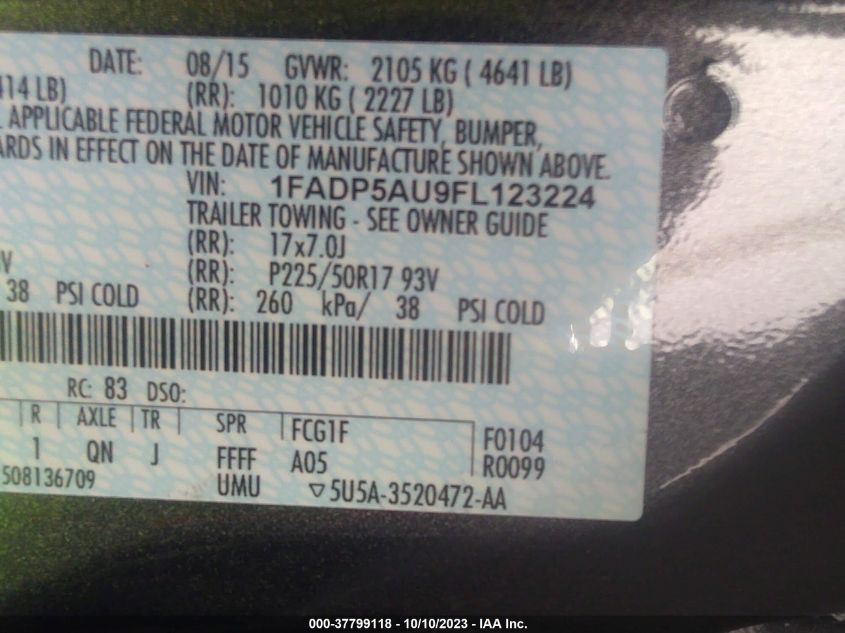 DATE: 08/15 GVWR: 2105 KG ( 4641 LB)
414 LB) (RR): 1010 KG ( 2227 LB)
APPLICABLE FEDERAL MOTOR VEHICLE SAFETY, BUMPER,
ARDS IN EFFECT ON THE DATE OF MANUFACTURE SHOWN ABOVE.
VIN: 1FADP5AU9FL123224
TRAILER TOWING - SEE OWNER GUIDE
(RR): 17x7.0J
V (RR): P225/50R17 93V
38 PSI COLD (RR): 260 kPa/ 38 PSI COLD
RC: 83 DSO:
R AXLE TR SPR FCG1F F0104
1 QN J FFFF A05 R0099
508136709 UMU ▽5U5A-3520472-AA
000-37799118 - 10/10/2023 - IAA Inc.